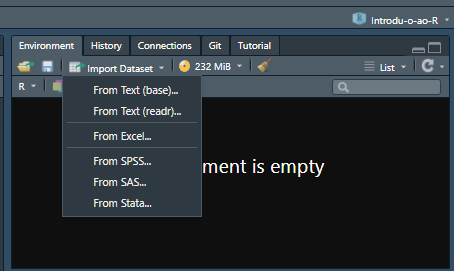 Introdu-o-ao-R
Environment History Connections Git Tutorial
Import Dataset 232 MiB List
R
From Text (base)...
From Text (readr)...
From Excel...
From SPSS...
From SAS...
From Stata...
ment is empty